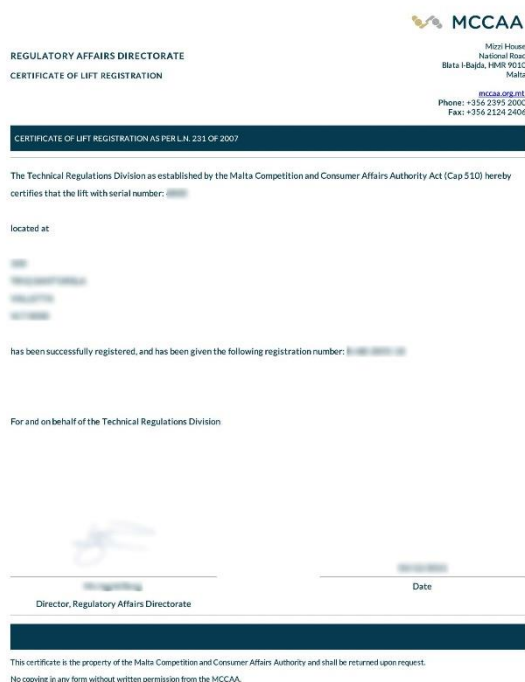 MCCAA
Mizzi House
National Road
Blata l-Bajda, HMR 9010
Malta
mccaa.org.mt
Phone: +356 2395 2000
Fax: +356 2124 2406
REGULATORY AFFAIRS DIRECTORATE
CERTIFICATE OF LIFT REGISTRATION
CERTIFICATE OF LIFT REGISTRATION AS PER L.N. 231 OF 2007
The Technical Regulations Division as established by the Malta Competition and Consumer Affairs Authority Act (Cap 510) hereby
certifies that the lift with serial number:
located at
has been successfully registered, and has been given the following registration number:
For and on behalf of the Technical Regulations Division
Date
Director, Regulatory Affairs Directorate
This certificate is the property of the Malta Competition and Consumer Affairs Authority and shall be returned upon request.
No copying in any form without written permission from the MCCAA.